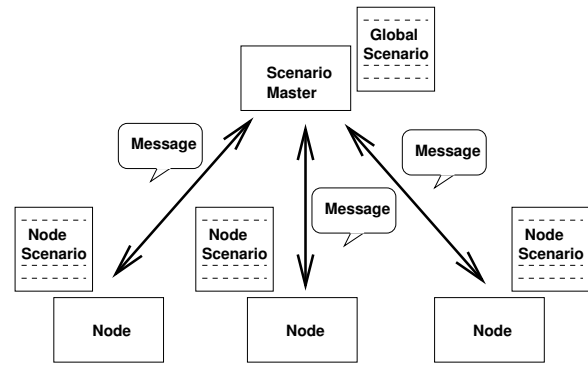 Global
Scenario
Scenario
Master
Message
Message
Message
Node
Scenario
Node
Scenario
Node
Scenario
Node
Node
Node